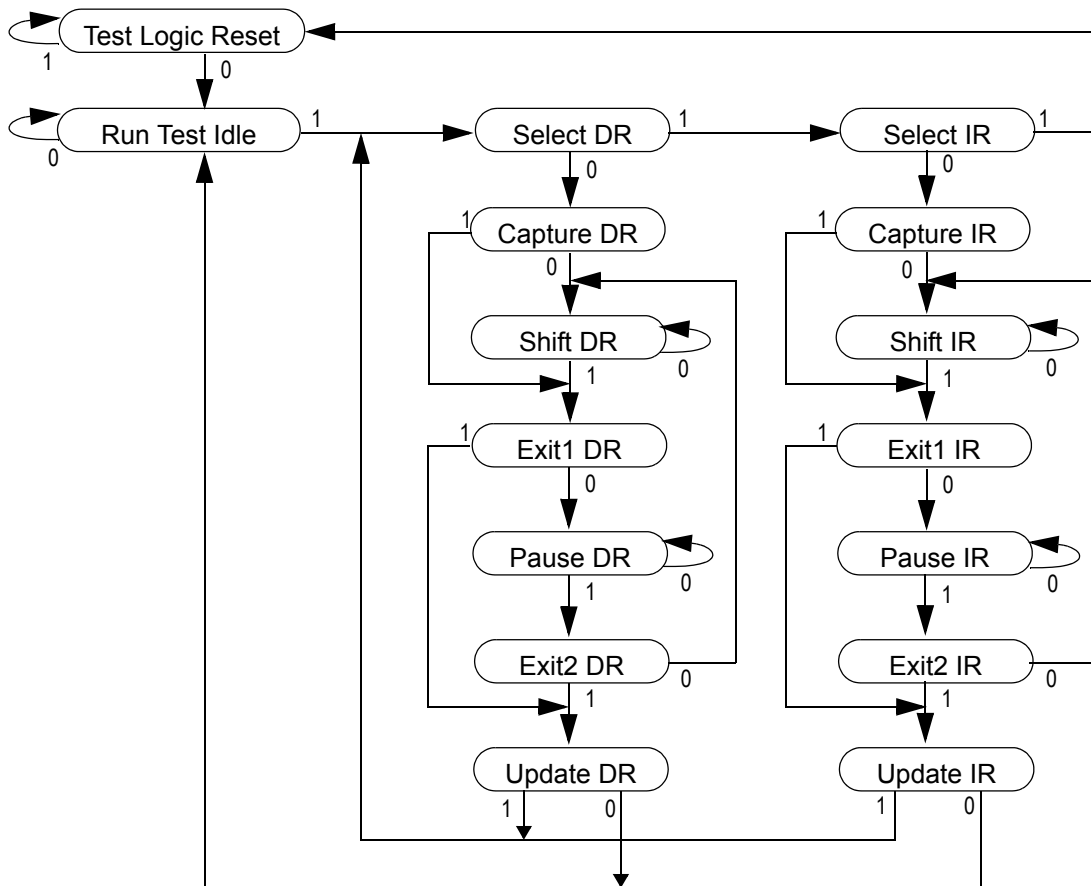 Test Logic Reset
1
0
Run Test Idle
1
0
Select DR
1
0
Select IR
1
0
1
Capture DR
0
1
Capture IR
0
Shift DR
0
1
Shift IR
0
1
1
Exit1 DR
0
1
Exit1 IR
0
Pause DR
0
1
Pause IR
0
1
Exit2 DR
0
1
Exit2 IR
0
1
Update DR
1
0
Update IR
1
0